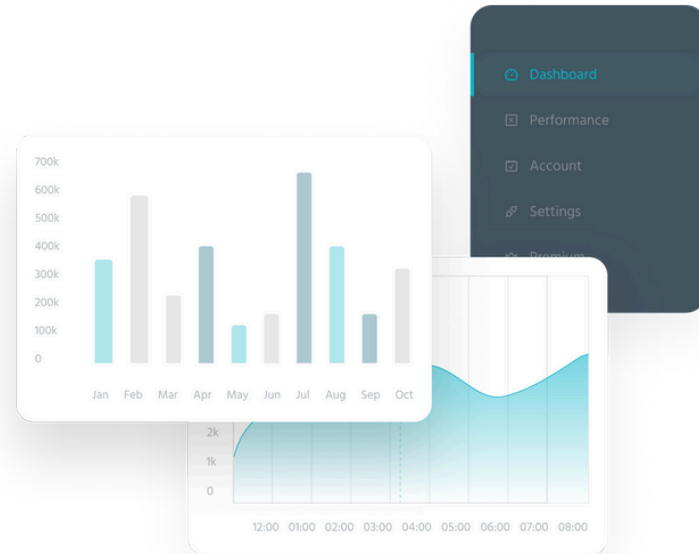 Dashboard
Performance
Account
Settings
Premium
700k
600k
500k
400k
300k
200k
100k
0
Jan Feb Mar Apr May Jun Jul Aug Sep Oct
2k
1k
0
12:00 01:00 02:00 03:00 04:00 05:00 06:00 07:00 08:00